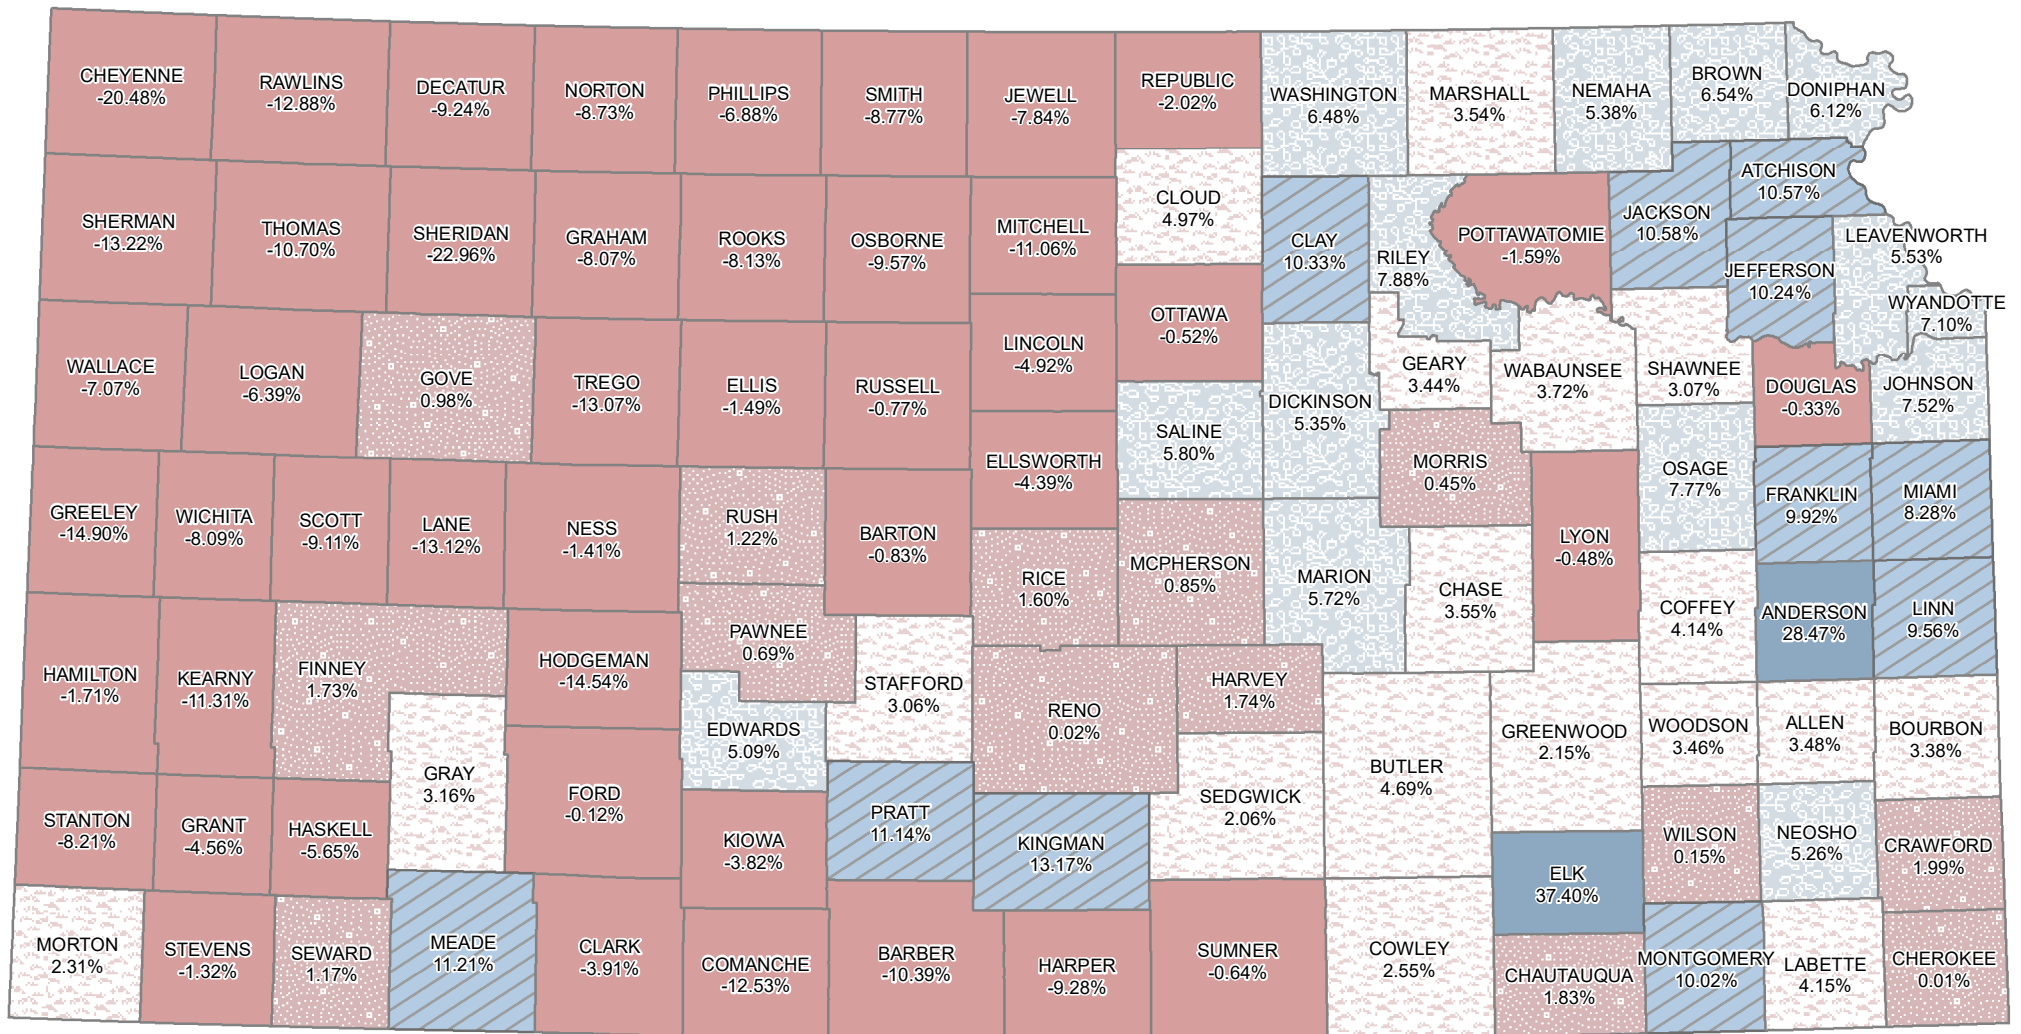 CHEYENNE
-20.48%
RAWLINS
-12.88%
DECATUR
-9.24%
NORTON
-8.73%
PHILLIPS
-6.88%
SMITH
-8.77%
JEWELL
-7.84%
REPUBLIC
-2.02%
WASHINGTON
6.48%
MARSHALL
3.54%
NEMAHA
5.38%
BROWN
6.54%
DONIPHAN
6.12%
SHERMAN
-13.22%
THOMAS
-10.70%
SHERIDAN
-22.96%
GRAHAM
-8.07%
ROOKS
-8.13%
OSBORNE
-9.57%
MITCHELL
-11.06%
CLOUD
4.97%
CLAY
10.33%
RILEY
7.88%
POTTAWATOMIE
-1.59%
JACKSON
10.58%
ATCHISON
10.57%
JEFFERSON
10.24%
LEAVENWORTH
5.53%
WYANDOTTE
7.10%
WALLACE
-7.07%
LOGAN
-6.39%
GOVE
0.98%
TREGO
-13.07%
ELLIS
-1.49%
RUSSELL
-0.77%
LINCOLN
-4.92%
OTTAWA
-0.52%
DICKINSON
5.35%
GEARY
3.44%
WABAUNSEE
3.72%
SHAWNEE
3.07%
DOUGLAS
-0.33%
JOHNSON
7.52%
GREELEY
-14.90%
WICHITA
-8.09%
SCOTT
-9.11%
LANE
-13.12%
NESS
-1.41%
RUSH
1.22%
BARTON
-0.83%
ELLSWORTH
-4.39%
SALINE
5.80%
MORRIS
0.45%
LYON
-0.48%
OSAGE
7.77%
FRANKLIN
9.92%
MIAMI
8.28%
RICE
1.60%
MCPHERSON
0.85%
MARION
5.72%
CHASE
3.55%
COFFEY
4.14%
ANDERSON
28.47%
LINN
9.56%
HAMILTON
-1.71%
KEARNY
-11.31%
FINNEY
1.73%
HODGEMAN
-14.54%
PAWNEE
0.69%
STAFFORD
3.06%
RENO
0.02%
HARVEY
1.74%
BUTLER
4.69%
GREENWOOD
2.15%
WOODSON
3.46%
ALLEN
3.48%
BOURBON
3.38%
STANTON
-8.21%
GRANT
-4.56%
HASKELL
-5.65%
GRAY
3.16%
FORD
-0.12%
EDWARDS
5.09%
KIOWA
-3.82%
PRATT
11.14%
KINGMAN
13.17%
SEDGWICK
2.06%
ELK
37.40%
WILSON
0.15%
NEOSHO
5.26%
CRAWFORD
1.99%
MORTON
2.31%
STEVENS
-1.32%
SEWARD
1.17%
MEADE
11.21%
CLARK
-3.91%
COMANCHE
-12.53%
BARBER
-10.39%
HARPER
-9.28%
SUMNER
-0.64%
COWLEY
2.55%
CHAUTAUQUA
1.83%
MONTGOMERY
10.02%
LABETTE
4.15%
CHEROKEE
0.01%